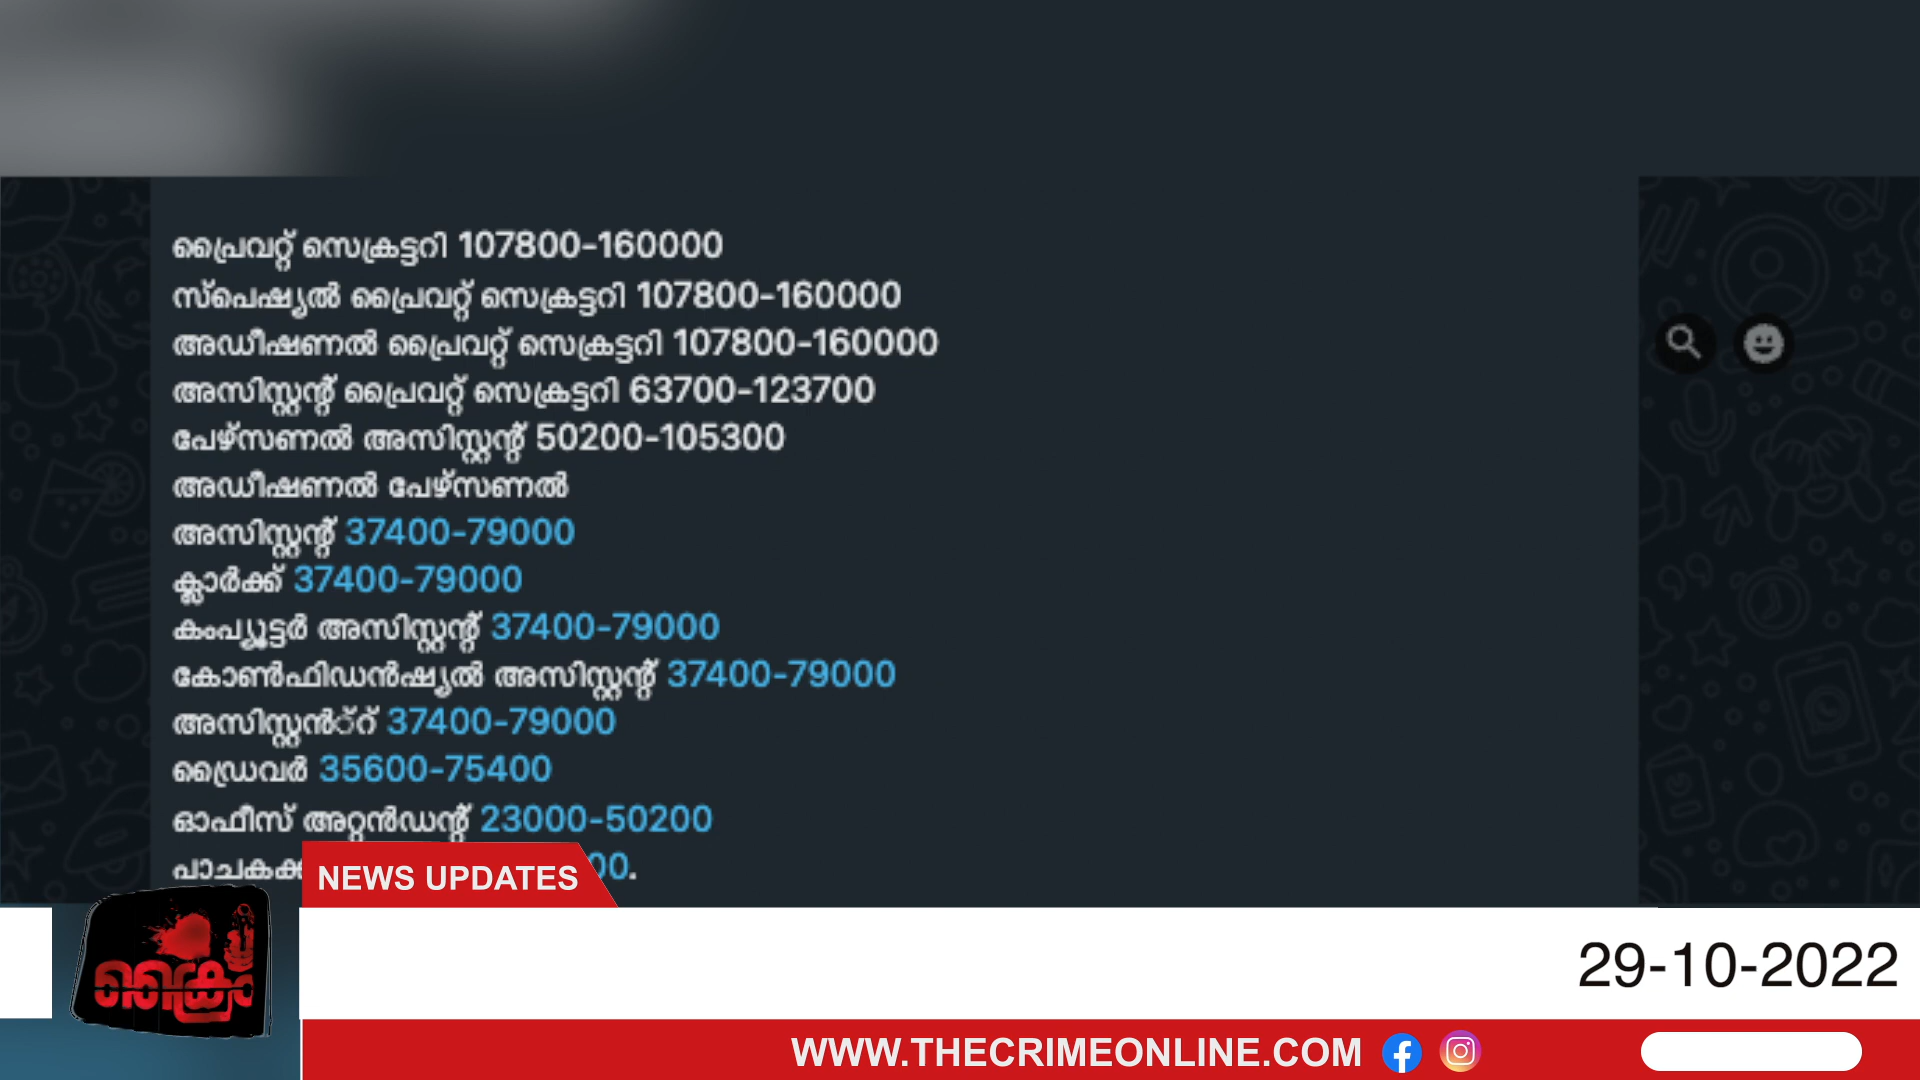 പ്രൈവറ്റ് സെക്രട്ടറി 107800-160000
സ്പെഷ്യൽ പ്രൈവറ്റ് സെക്രട്ടറി 107800-160000
അഡീഷണൽ പ്രൈവറ്റ് സെക്രട്ടറി 107800-160000
അസിസ്റ്റന്റ് പ്രൈവറ്റ് സെക്രട്ടറി 63700-123700
പേഴ്സണൽ അസിസ്റ്റന്റ് 50200-105300
അഡീഷണൽ പേഴ്സണൽ
അസിസ്റ്റന്റ് 37400-79000
ക്ലാർക്ക് 37400-79000
കംപ്യൂട്ടർ അസിസ്റ്റന്റ് 37400-79000
കോൺഫിഡൻഷ്യൽ അസിസ്റ്റന്റ് 37400-79000
അസിസ്റ്റൻ്റ് 37400-79000
ഡ്രൈവർ 35600-75400
ഓഫീസ് അറ്റൻഡന്റ് 23000-50200
NEWS UPDATES
ക്രൈം
29-10-2022
WWW.THECRIMEONLINE.COM